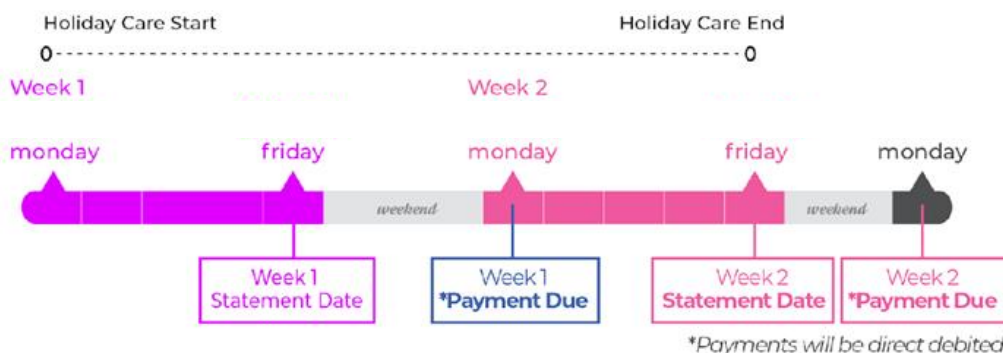 Holiday Care Start
Holiday Care End
Week 1
Week 2
monday
friday
monday
friday
monday
weekend
weekend
Week 1
Statement Date
Week 1
*Payment Due
Week 2
Statement Date
Week 2
*Payment Due
*Payments will be direct debited